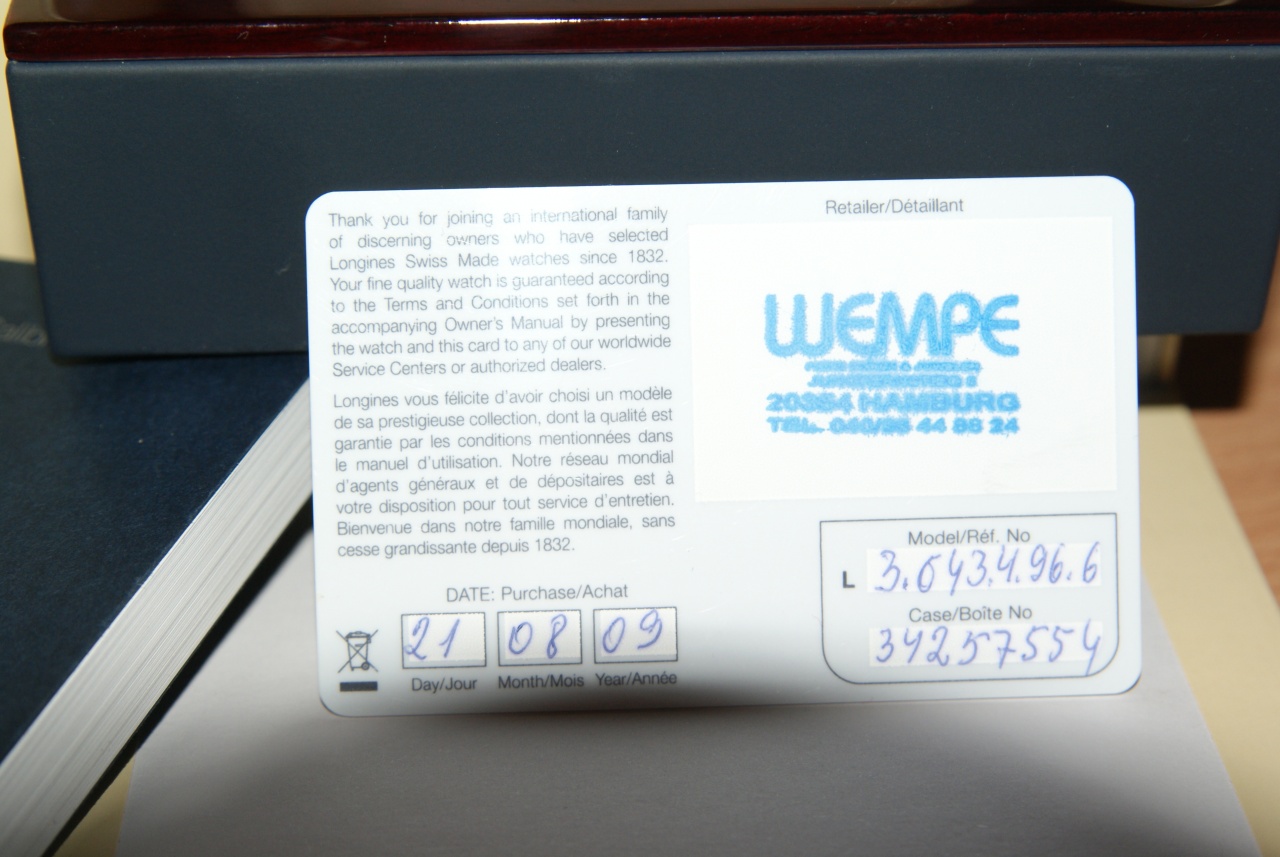 Thank you for joining an international family
of discerning owners who have selected
Longines Swiss Made watches since 1832.
Your fine quality watch is guaranteed according
to the Terms and Conditions set forth in the
accompanying Owner's Manual by presenting
the watch and this card to any of our worldwide
Service Centers or authorized dealers.
Longines vous félicite d'avoir choisi un modèle
de sa prestigieuse collection, dont la qualité est
garantie par les conditions mentionnées dans
le manuel d'utilisation. Notre réseau mondial
d'agents généraux et de dépositaires est à
votre disposition pour tout service d'entretien.
Bienvenue dans notre famille mondiale, sans
cesse grandissante depuis 1832.
DATE: Purchase/Achat
21 08 09
Day/Jour Month/Mois Year/Année
Retailer/Détaillant
WEMPE
20354 HAMBURG
TEL.
Model/Réf. No
L 3.643.4.96.6
Case/Boîte No
34257554